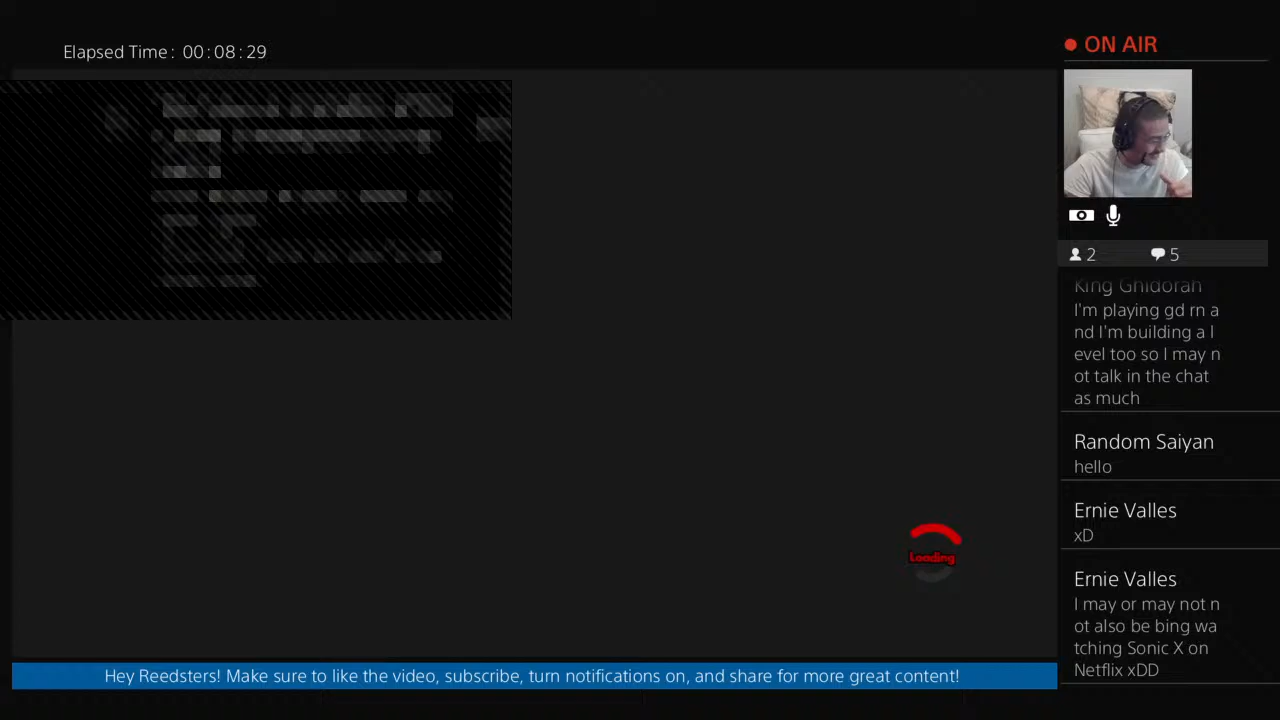 Elapsed Time: 00:08:29
ON AIR
2
5
King Ghidorah
I'm playing gd rn a
nd I'm building a l
evel too so I may n
ot talk in the chat
as much
Random Saiyan
hello
Ernie Valles
xD
Ernie Valles
I may or may not n
ot also be bing wa
tching Sonic X on
Netflix xDD
Loading
Hey Reedsters! Make sure to like the video, subscribe, turn notifications on, and share for more great content!